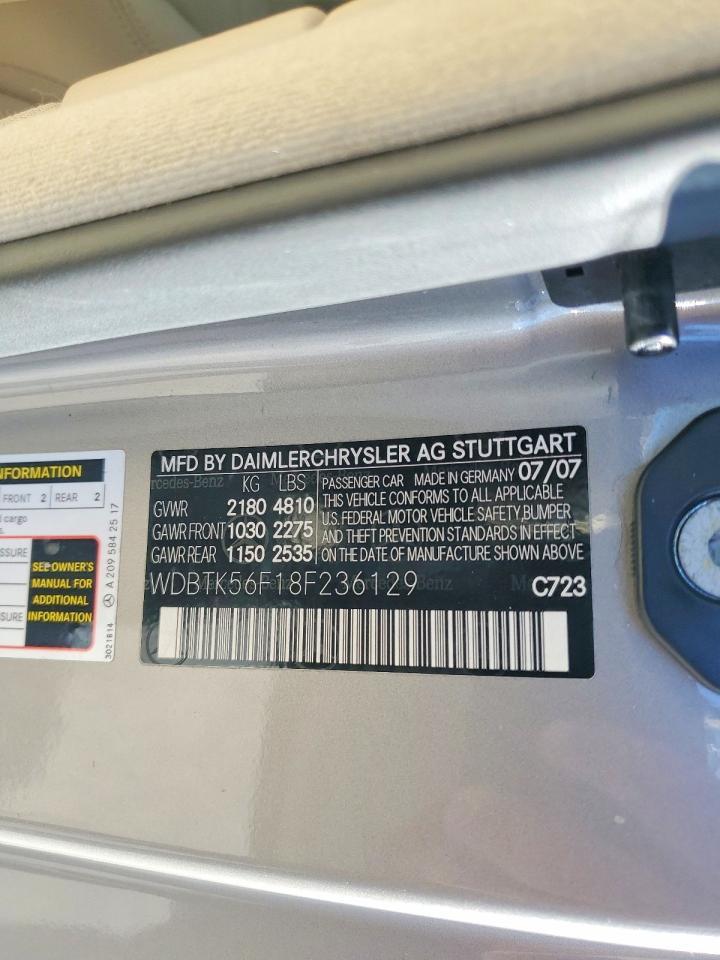 INFORMATION
FRONT 2 REAR 2
cargo
SEE OWNER'S
MANUAL FOR
ADDITIONAL
INFORMATION
A 209 584 25 17
3021814
MFD BY DAIMLERCHRYSLER AG STUTTGART
KG LBS
GVWR 2180 4810
GAWR FRONT 1030 2275
GAWR REAR 1150 2535
PASSENGER CAR MADE IN GERMANY 07/07
THIS VEHICLE CONFORMS TO ALL APPLICABLE
U.S. FEDERAL MOTOR VEHICLE SAFETY, BUMPER
AND THEFT PREVENTION STANDARDS IN EFFECT
ON THE DATE OF MANUFACTURE SHOWN ABOVE
C723
Mercedes-Benz